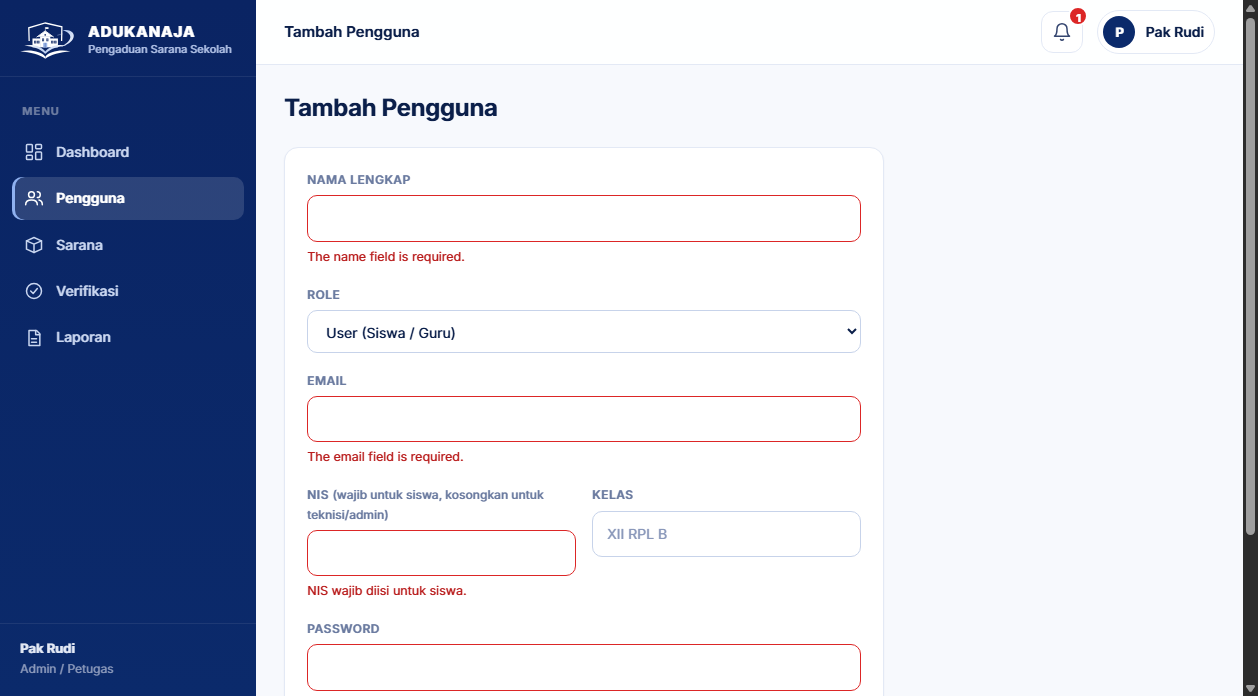 ADUKANAJA
Pengaduan Sarana Sekolah
Tambah Pengguna
1
P
Pak Rudi
MENU
Dashboard
Pengguna
Sarana
Verifikasi
Laporan
Pak Rudi
Admin / Petugas
Tambah Pengguna
NAMA LENGKAP
The name field is required.
ROLE
User (Siswa / Guru)
EMAIL
The email field is required.
NIS (wajib untuk siswa, kosongkan untuk
teknisi/admin)
NIS wajib diisi untuk siswa.
KELAS
XII RPL B
PASSWORD